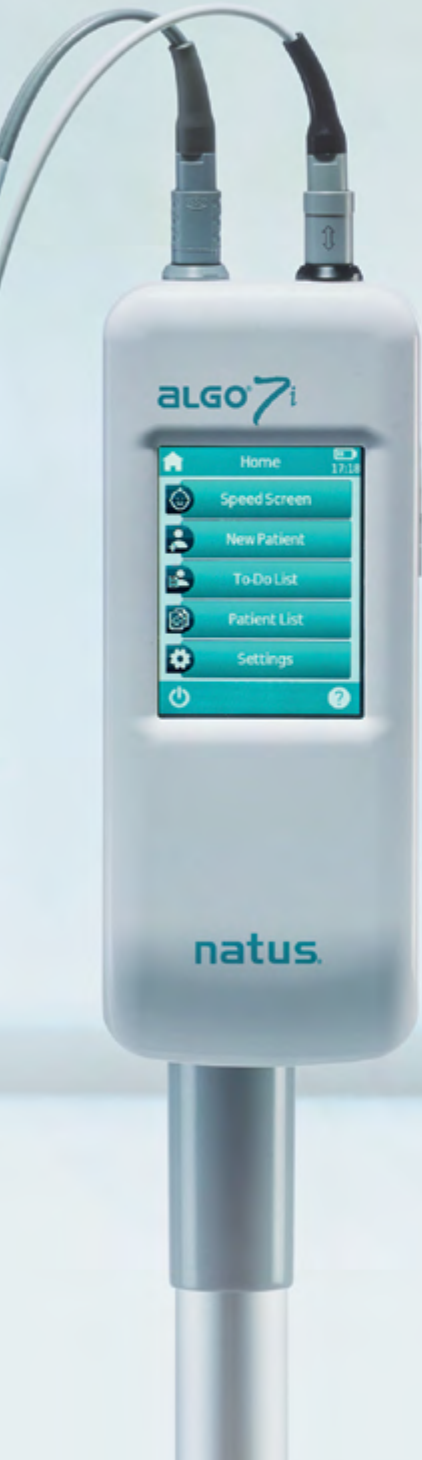 ALGO® 7i
Home
17:18
Speed Screen
New Patient
To-Do List
Patient List
Settings
?
natus.